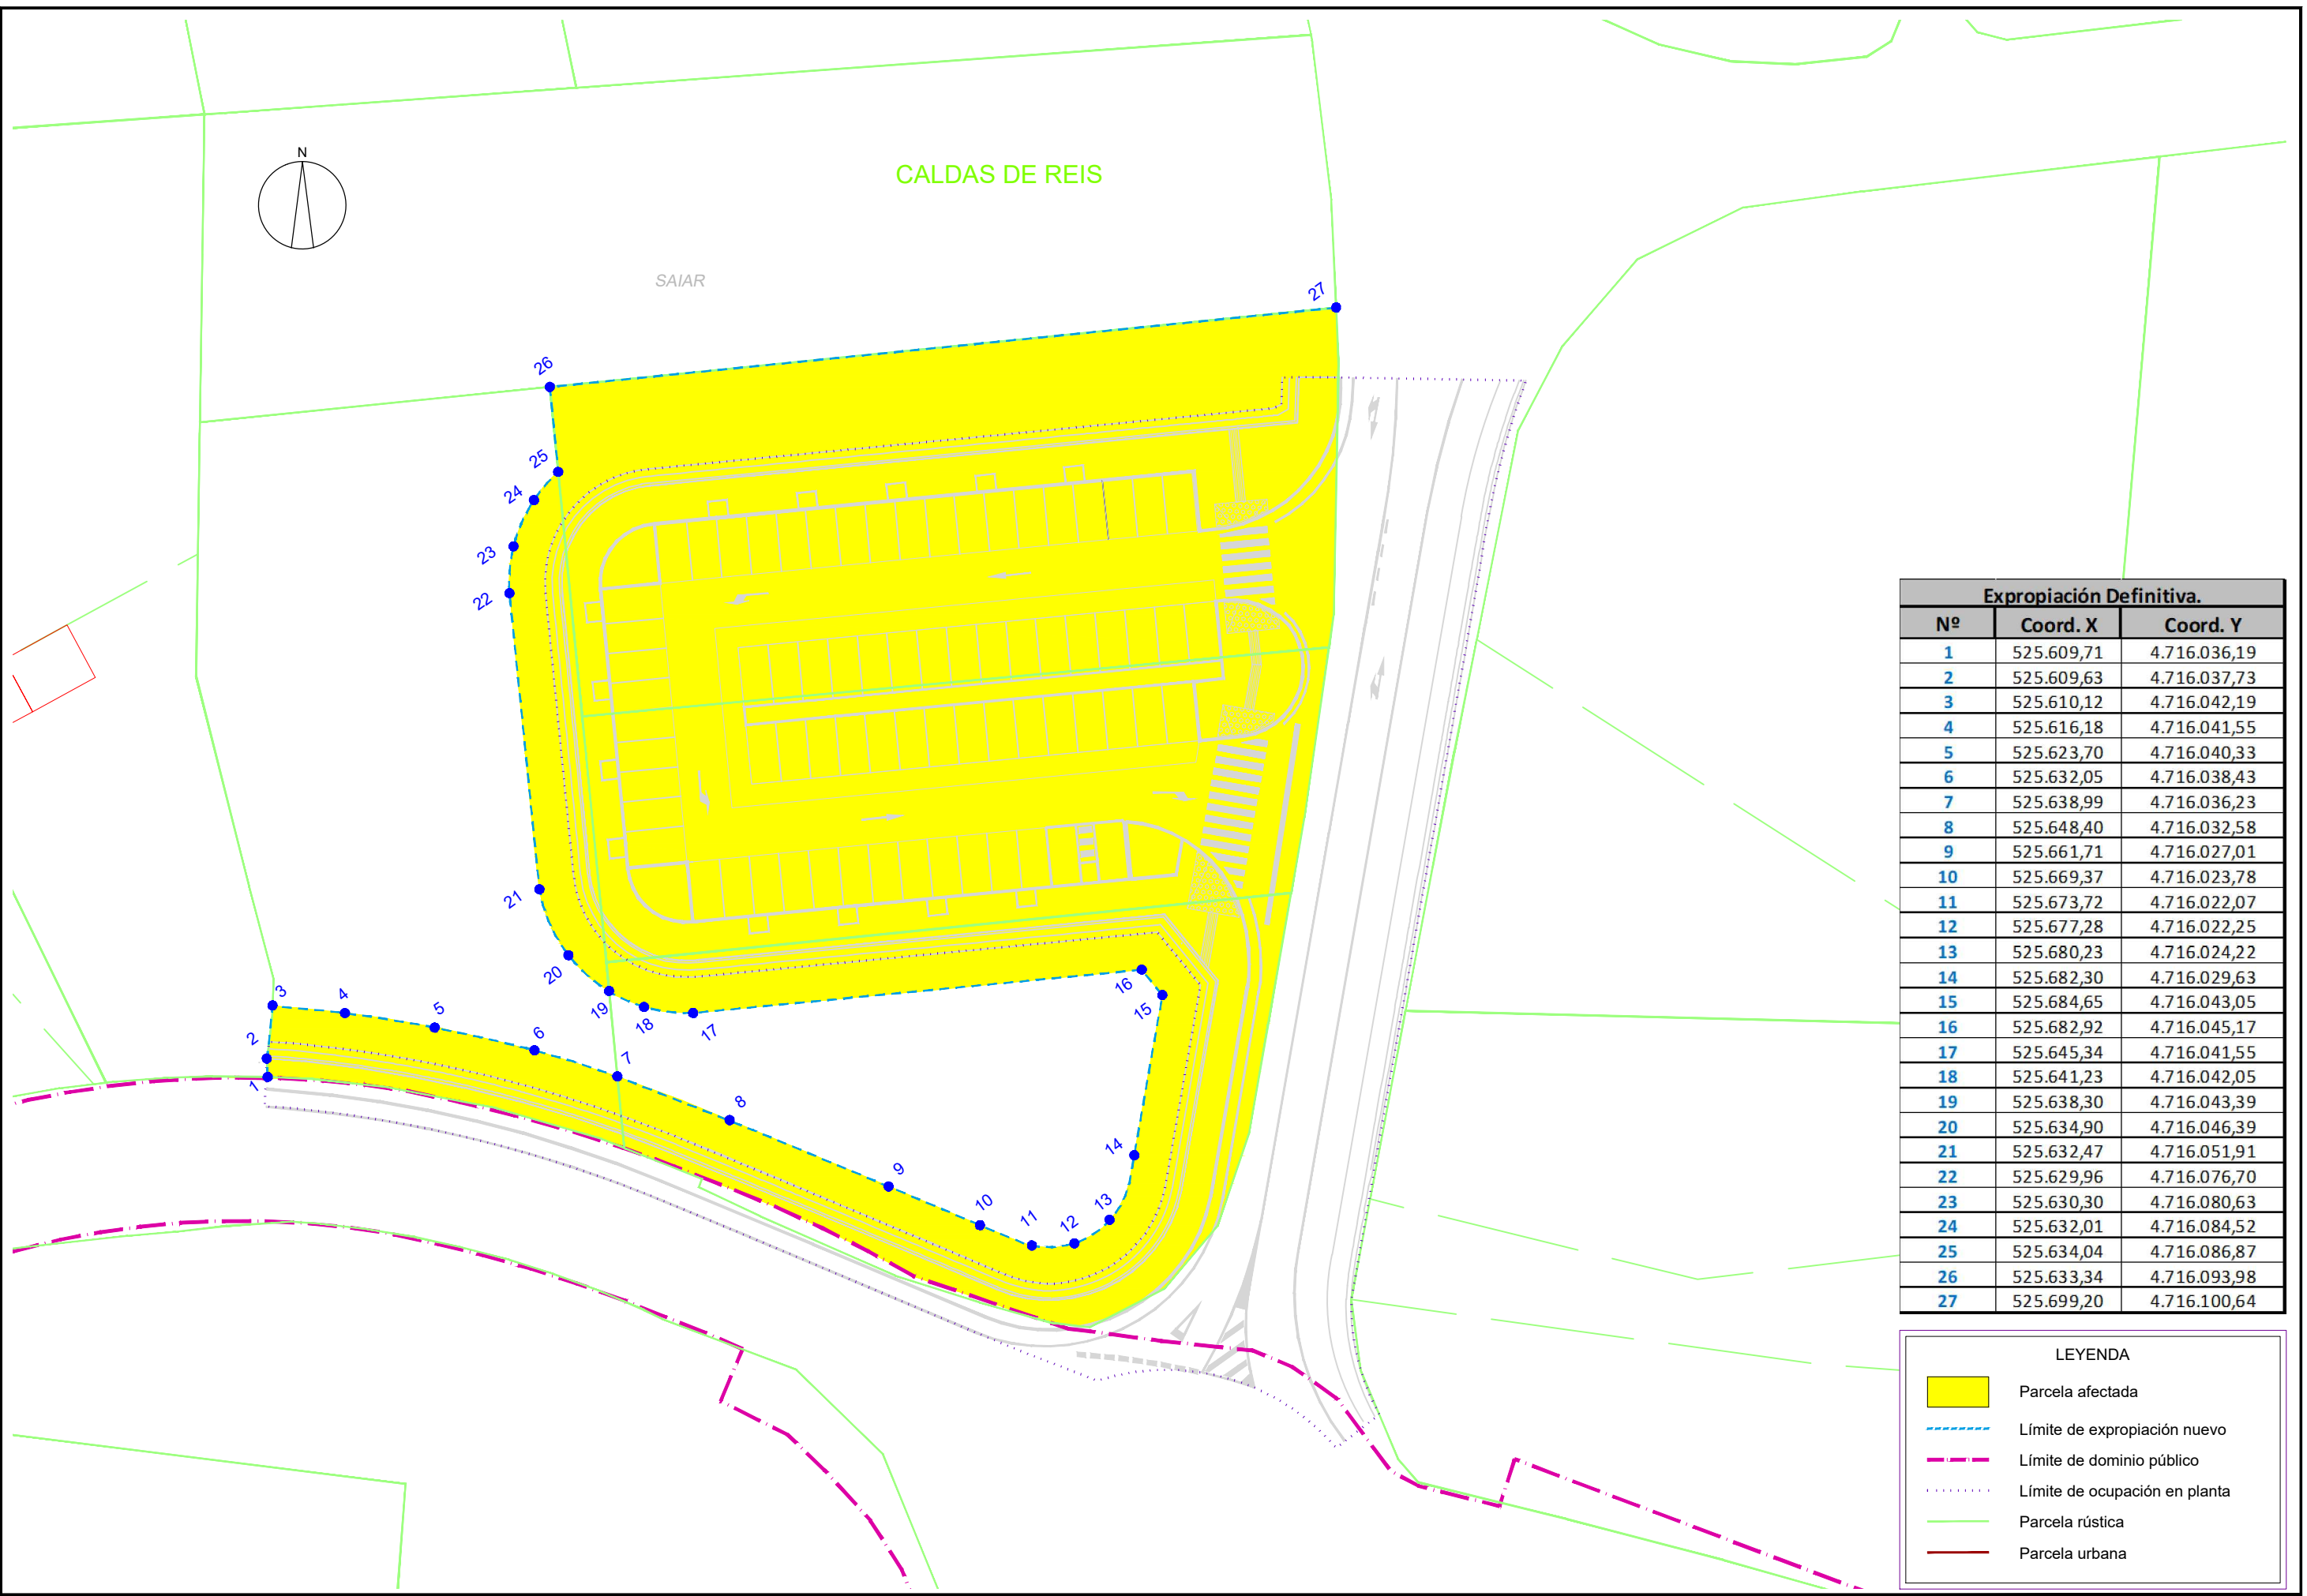 N
CALDAS DE REIS
SAIAR
27
26
25
24
23
22
21
20
19
18
17
16
15
14
13
12
11
10
9
8
7
6
5
4
3
2
1
Expropiación Definitiva.
Nº Coord. X Coord. Y
1 525.609,71 4.716.036,19
2 525.609,63 4.716.037,73
3 525.610,12 4.716.042,19
4 525.616,18 4.716.041,55
5 525.623,70 4.716.040,33
6 525.632,05 4.716.038,43
7 525.638,99 4.716.036,23
8 525.648,40 4.716.032,58
9 525.661,71 4.716.027,01
10 525.669,37 4.716.023,78
11 525.673,72 4.716.022,07
12 525.677,28 4.716.022,25
13 525.680,23 4.716.024,22
14 525.682,30 4.716.029,63
15 525.684,65 4.716.043,05
16 525.682,92 4.716.045,17
17 525.645,34 4.716.041,55
18 525.641,23 4.716.042,05
19 525.638,30 4.716.043,39
20 525.634,90 4.716.046,39
21 525.632,47 4.716.051,91
22 525.629,96 4.716.076,70
23 525.630,30 4.716.080,63
24 525.632,01 4.716.084,52
25 525.634,04 4.716.086,87
26 525.633,34 4.716.093,98
27 525.699,20 4.716.100,64
LEYENDA
Parcela afectada
Límite de expropiación nuevo
Límite de dominio público
Límite de ocupación en planta
Parcela rústica
Parcela urbana